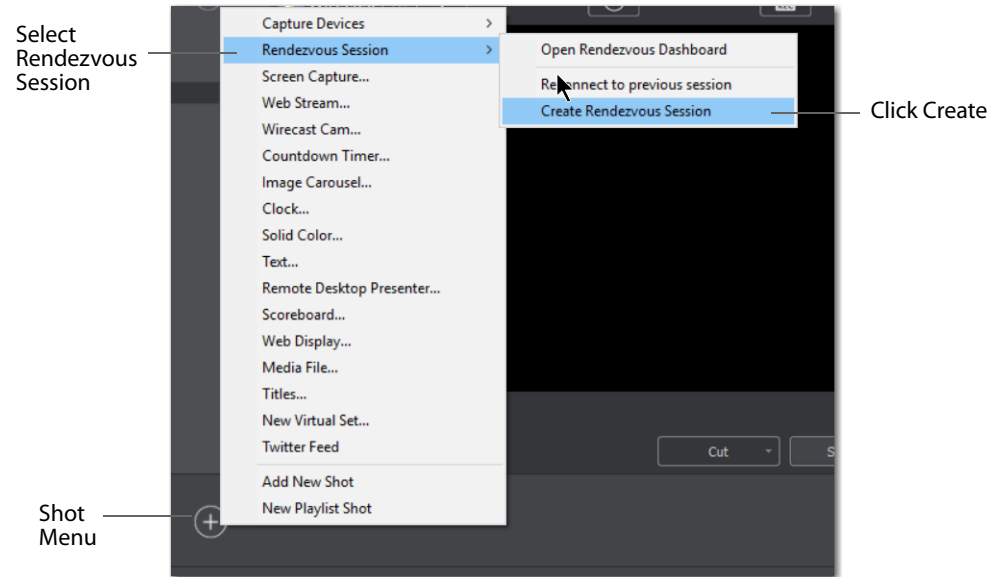 Select
Rendezvous
Session
Capture Devices
Rendezvous Session
Screen Capture...
Web Stream...
Wirecast Cam...
Countdown Timer...
Image Carousel...
Clock...
Solid Color...
Text...
Remote Desktop Presenter...
Scoreboard...
Web Display...
Media File...
Titles...
New Virtual Set...
Twitter Feed
Add New Shot
New Playlist Shot
Open Rendezvous Dashboard
Reconnect to previous session
Create Rendezvous Session
Click Create
Cut
S
Shot
Menu